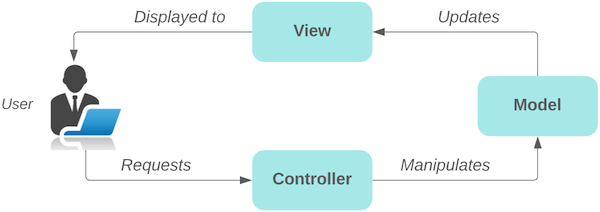 Displayed to
View
Updates
User
Model
Requests
Controller
Manipulates